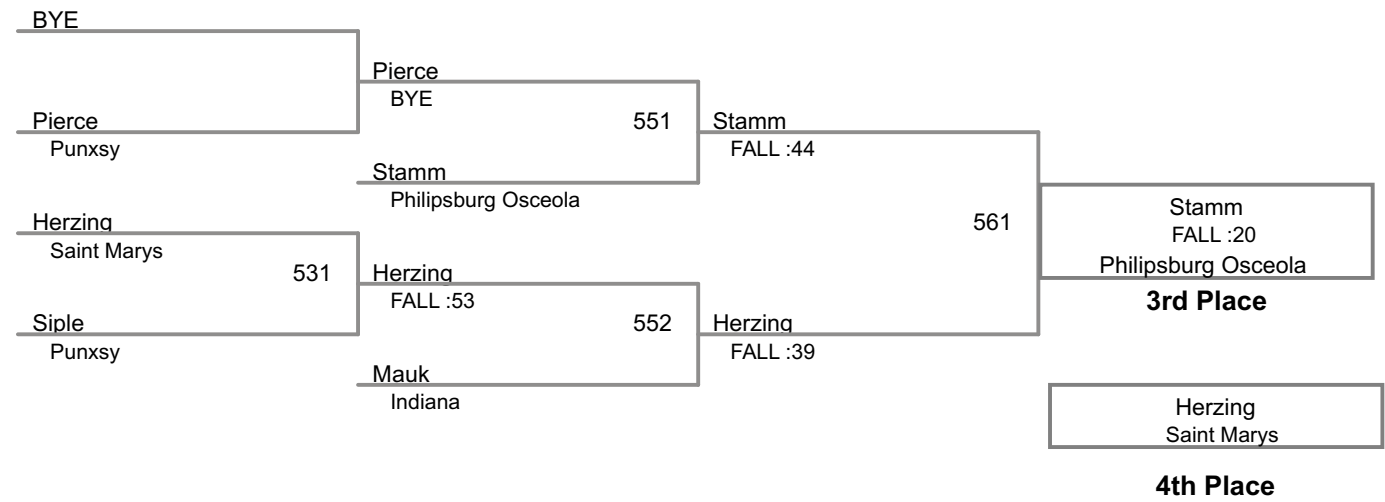 BYE
Pierce
BYE
Pierce
551
Stamm
Punxsy
FALL :44
Stamm
Philipsburg Osceola
Stamm
Herzing
561
FALL :20
Saint Marys
Philipsburg Osceola
531
Herzing
FALL :53
3rd Place
Siple
552
Herzing
Punxsy
FALL :39
Mauk
Indiana
Herzing
Saint Marys
4th Place